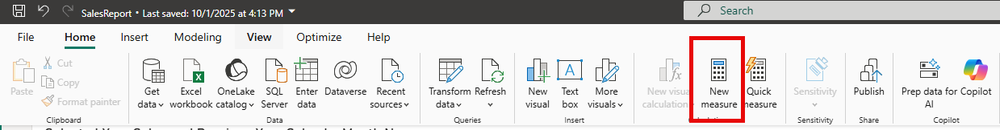 SalesReport • Last saved: 10/1/2025 at 4:13 PM
Search
File Home Insert Modeling View Optimize Help
Paste
Cut
Copy
Format painter
Get data
Excel workbook
OneLake catalog
SQL Server
Enter data
Dataverse
Recent sources
Transform data
Refresh
New visual
Text box
More visuals
New visual calculation
New measure
Quick measure
Sensitivity
Publish
Prep data for AI
Copilot
Clipboard
Data
Queries
Insert
Sensitivity
Share
Copilot